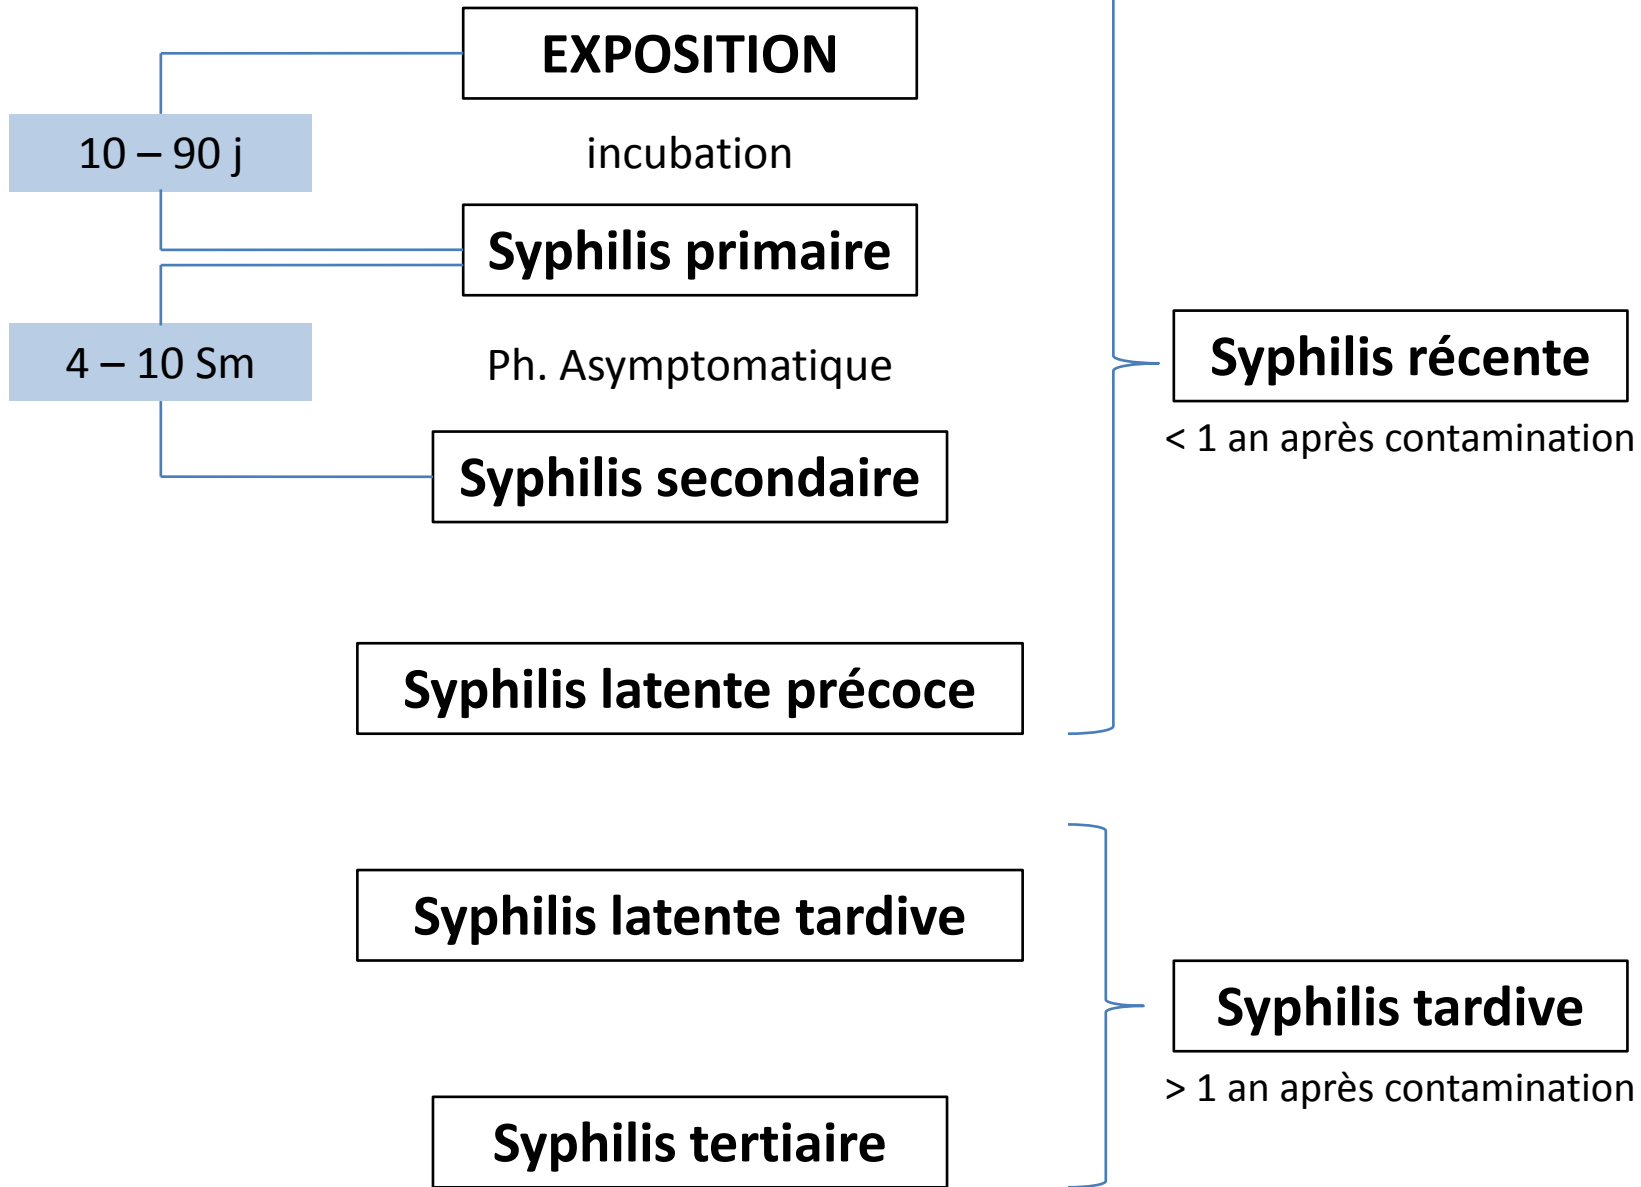 EXPOSITION
10 – 90 j
incubation
Syphilis primaire
4 – 10 Sm
Ph. Asymptomatique
Syphilis récente
< 1 an après contamination
Syphilis secondaire
Syphilis latente précoce
Syphilis latente tardive
Syphilis tardive
> 1 an après contamination
Syphilis tertiaire